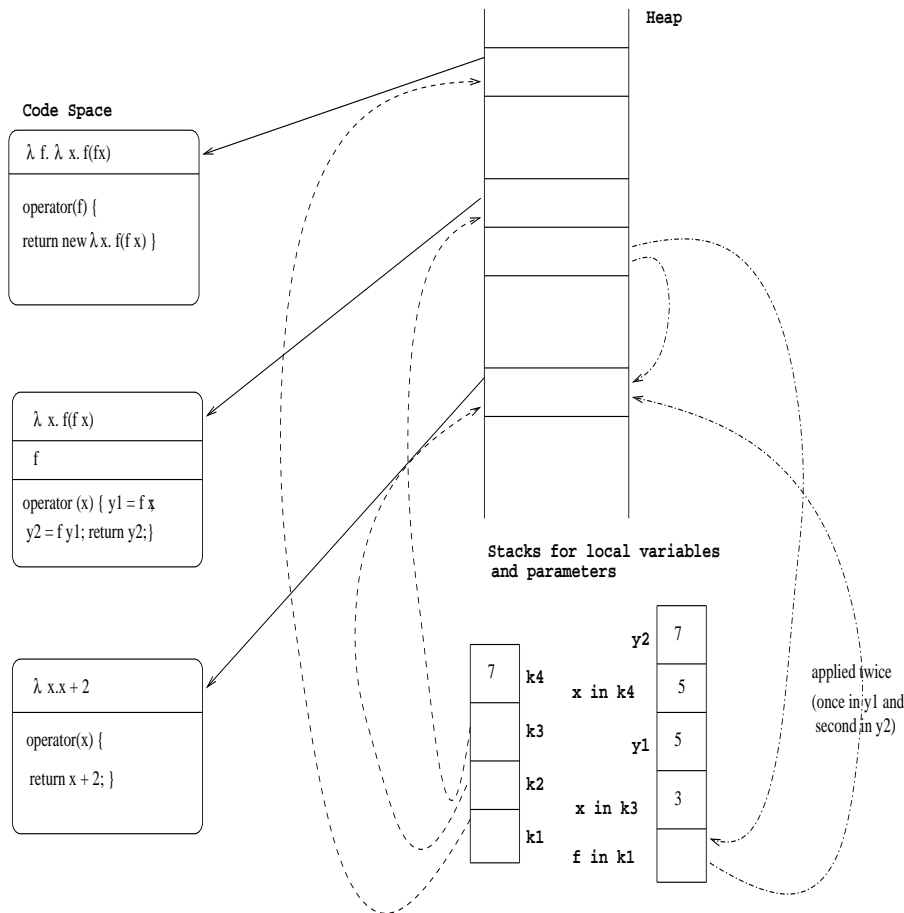 Heap
Code Space
λ f. λ x. f(fx)
operator(f) {
return new λ x. f(f x) }
λ x. f(f x)
f
operator (x) { y1 = f x;
y2 = f y1; return y2;}
λ x.x + 2
operator(x) {
return x + 2; }
Stacks for local variables
and parameters
7
k4
k3
k2
k1
y2
7
x in k4
5
y1
5
x in k3
3
f in k1
applied twice
(once in y1 and
second in y2)